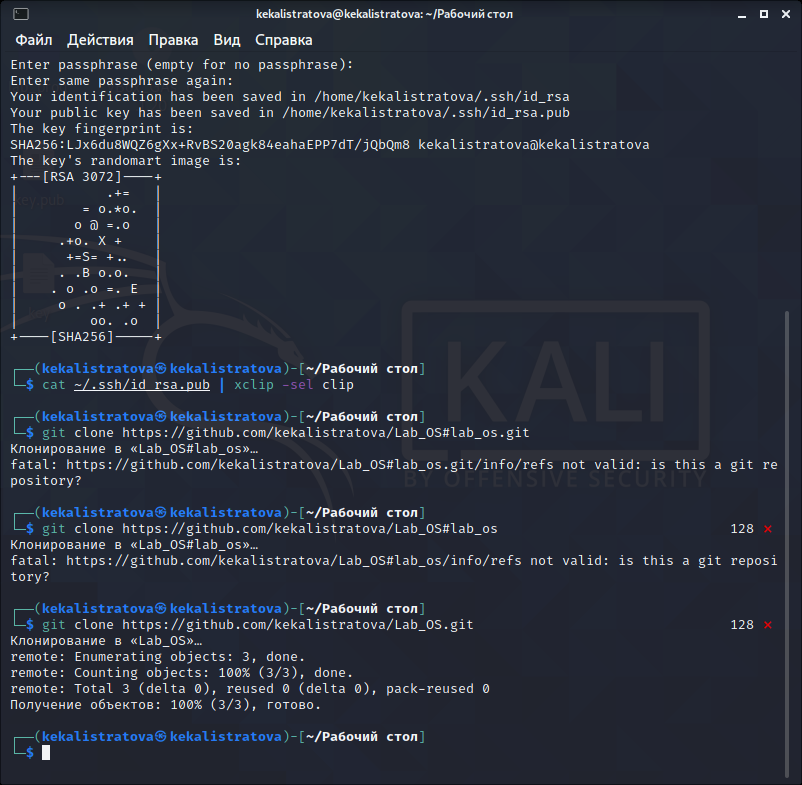 kekalistratova@kekalistratova: ~/Рабочий стол
Файл Действия Правка Вид Справка
Enter passphrase (empty for no passphrase):
Enter same passphrase again:
Your identification has been saved in /home/kekalistratova/.ssh/id_rsa
Your public key has been saved in /home/kekalistratova/.ssh/id_rsa.pub
The key fingerprint is:
SHA256:LJx6du8WQZ6gXx+RvBS20agk84eahaEPP7dT/jQbQm8 kekalistratova@kekalistratova
The key's randomart image is:
+---[RSA 3072]----+
|           .+=   |
|        = o.*o.  |
|       o @ =.o   |
|     .+o. X +    |
|      +=S= +..   |
|     . .B o.o.   |
|    . o .o =. E  |
|     o . .+ .+ + |
|         oo. .o  |
+----[SHA256]-----+
┌──(kekalistratova㉿kekalistratova)-[~/Рабочий стол]
└─$ cat ~/.ssh/id_rsa.pub | xclip -sel clip
┌──(kekalistratova㉿kekalistratova)-[~/Рабочий стол]
└─$ git clone https://github.com/kekalistratova/Lab_OS#lab_os.git
Клонирование в «Lab_OS#lab_os»…
fatal: https://github.com/kekalistratova/Lab_OS#lab_os.git/info/refs not valid: is this a git re
pository?
┌──(kekalistratova㉿kekalistratova)-[~/Рабочий стол]
└─$ git clone https://github.com/kekalistratova/Lab_OS#lab_os 128 ⨯
Клонирование в «Lab_OS#lab_os»…
fatal: https://github.com/kekalistratova/Lab_OS#lab_os/info/refs not valid: is this a git reposi
tory?
┌──(kekalistratova㉿kekalistratova)-[~/Рабочий стол]
└─$ git clone https://github.com/kekalistratova/Lab_OS.git 128 ⨯
Клонирование в «Lab_OS»…
remote: Enumerating objects: 3, done.
remote: Counting objects: 100% (3/3), done.
remote: Total 3 (delta 0), reused 0 (delta 0), pack-reused 0
Получение объектов: 100% (3/3), готово.
┌──(kekalistratova㉿kekalistratova)-[~/Рабочий стол]
└─$
key.pub
KALI
BY OFFENSIVE SECURITY